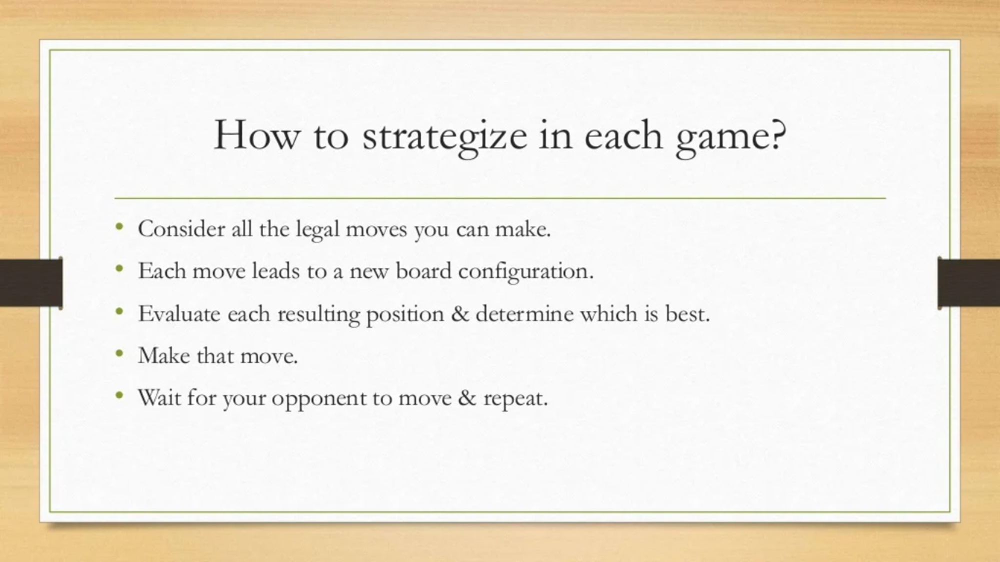 How to strategize in each game?
• Consider all the legal moves you can make.
• Each move leads to a new board configuration.
• Evaluate each resulting position & determine which is best.
• Make that move.
• Wait for your opponent to move & repeat.